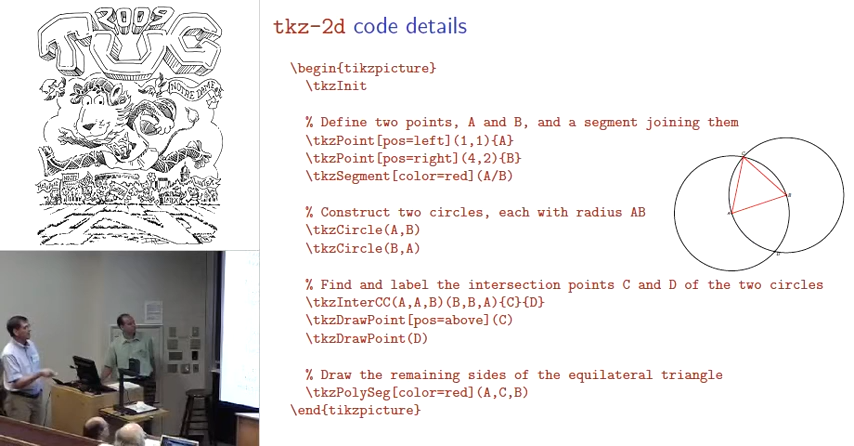 2009
TUG
NOTRE DAME
tkz-2d code details
\begin{tikzpicture}
\tkzInit
% Define two points, A and B, and a segment joining them
\tkzPoint[pos=left](1,1){A}
\tkzPoint[pos=right](4,2){B}
\tkzSegment[color=red](A/B)
% Construct two circles, each with radius AB
\tkzCircle(A,B)
\tkzCircle(B,A)
% Find and label the intersection points C and D of the two circles
\tkzInterCC(A,A,B)(B,B,A){C}{D}
\tkzDrawPoint[pos=above](C)
\tkzDrawPoint(D)
% Draw the remaining sides of the equilateral triangle
\tkzPolySeg[color=red](A,C,B)
\end{tikzpicture}
C
B
A
D